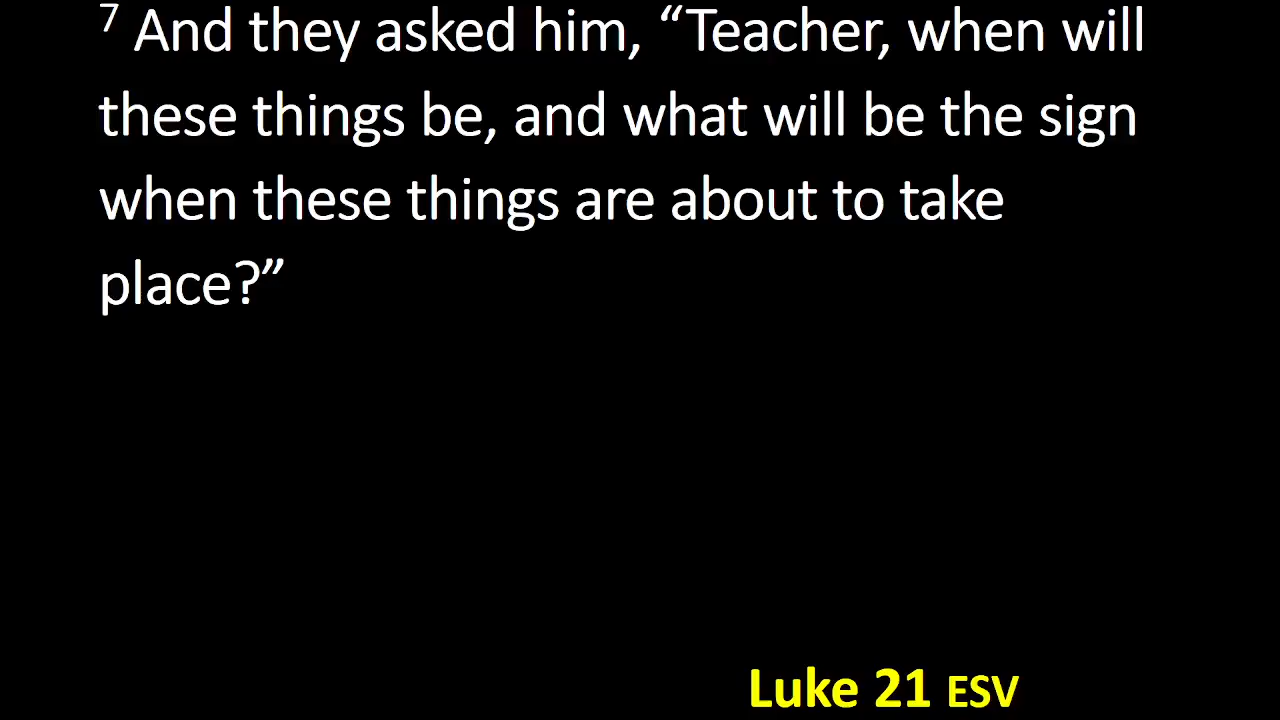 7 And they asked him, “Teacher, when will
these things be, and what will be the sign
when these things are about to take
place?”
Luke 21 ESV